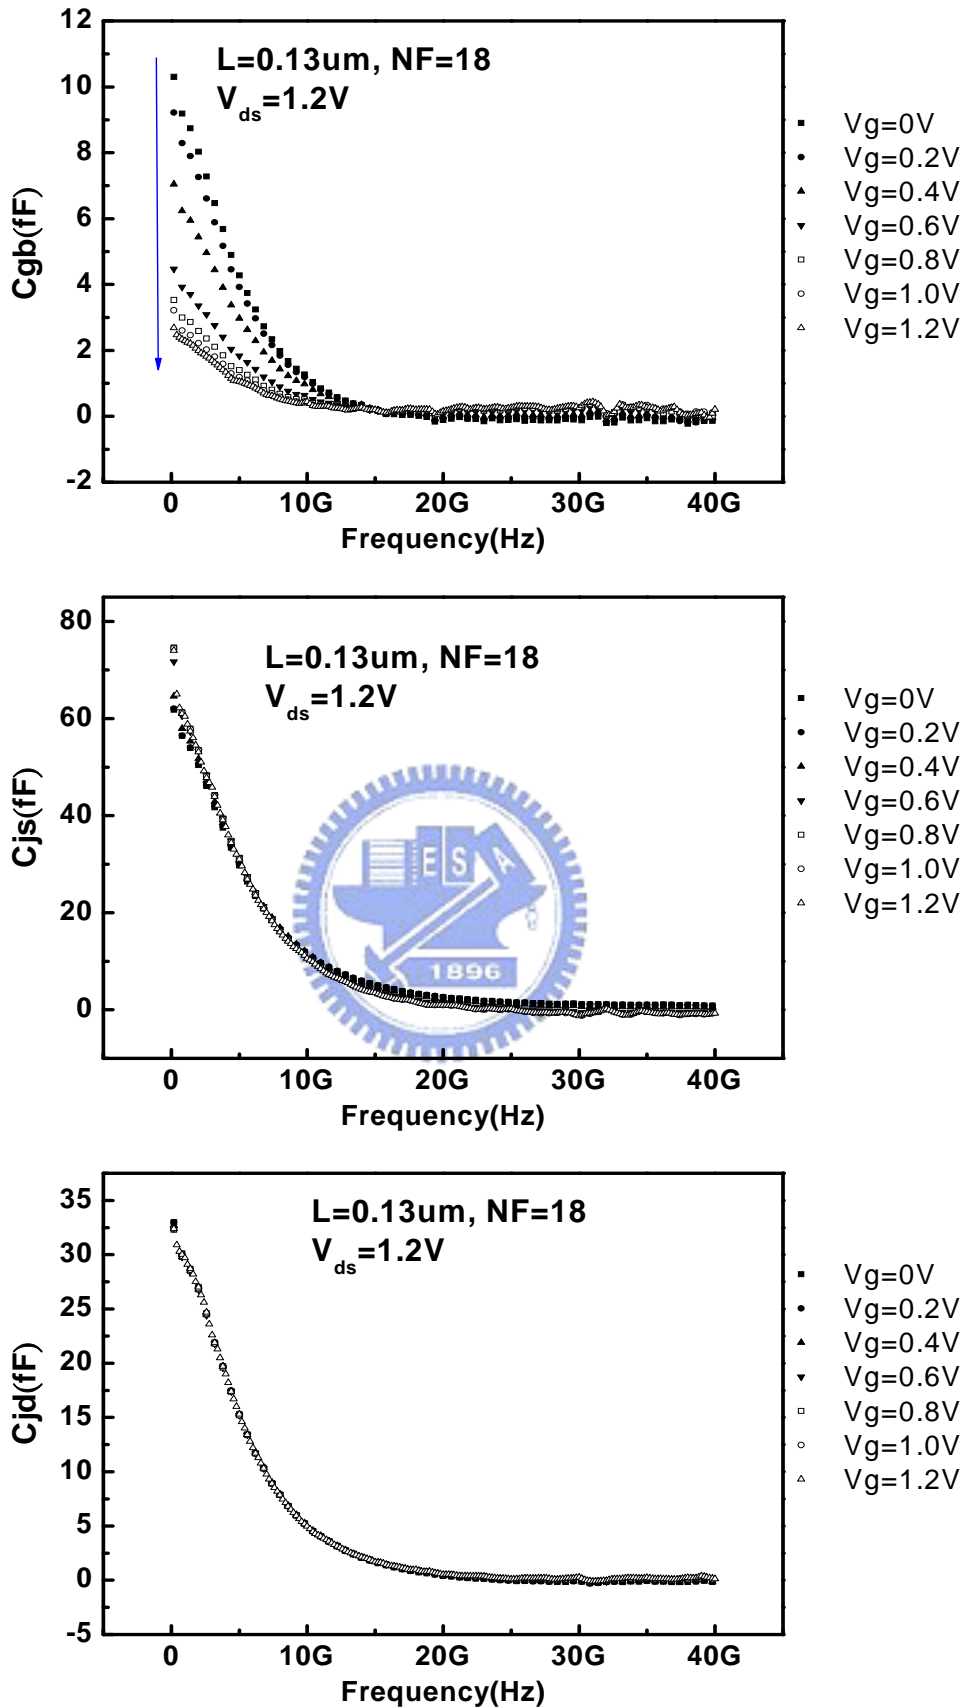 12
10
8
6
4
2
0
-2
Cgb(fF)
L=0.13um, NF=18
Vds=1.2V
0
10G
20G
30G
40G
Frequency(Hz)
Vg=0V
Vg=0.2V
Vg=0.4V
Vg=0.6V
Vg=0.8V
Vg=1.0V
Vg=1.2V
80
60
40
20
0
Cjs(fF)
L=0.13um, NF=18
Vds=1.2V
E S A
1896
0
10G
20G
30G
40G
Frequency(Hz)
Vg=0V
Vg=0.2V
Vg=0.4V
Vg=0.6V
Vg=0.8V
Vg=1.0V
Vg=1.2V
35
30
25
20
15
10
5
0
-5
Cjd(fF)
L=0.13um, NF=18
Vds=1.2V
0
10G
20G
30G
40G
Frequency(Hz)
Vg=0V
Vg=0.2V
Vg=0.4V
Vg=0.6V
Vg=0.8V
Vg=1.0V
Vg=1.2V